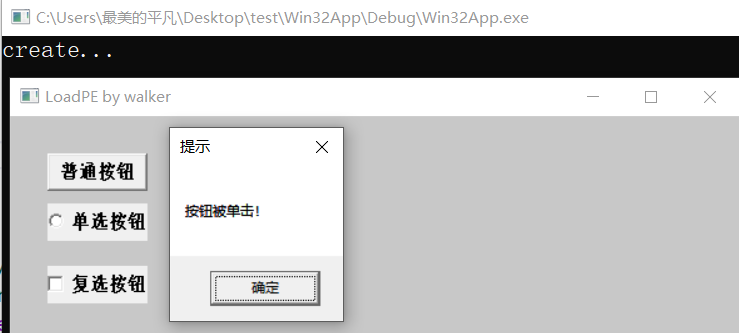 C:\Users\最美的平凡\Desktop\test\Win32App\Debug\Win32App.exe
create...
LoadPE by walker
提示
普通按钮
按钮被单击!
单选按钮
复选按钮
确定